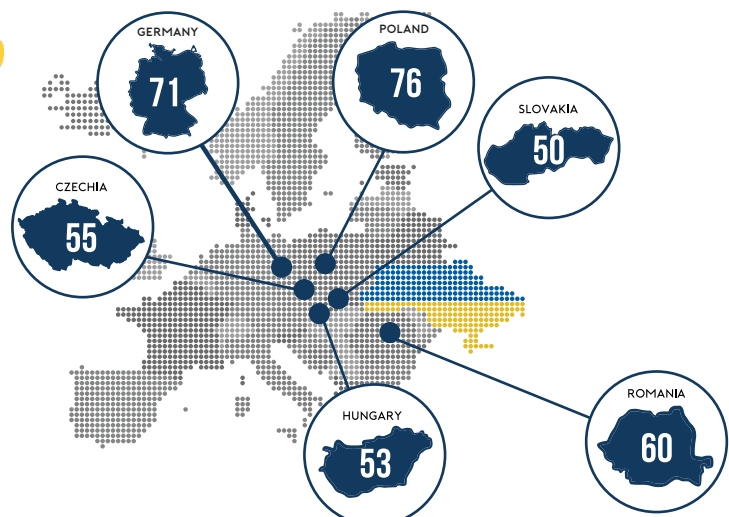 GERMANY
71
POLAND
76
SLOVAKIA
50
CZECHIA
55
HUNGARY
53
ROMANIA
60